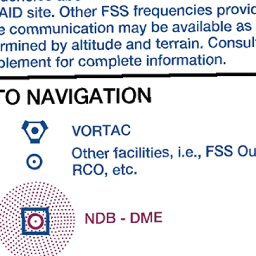 AID site. Other FSS frequencies provid
e communication may be available as
rmined by altitude and terrain. Consult
plement for complete information.
TO NAVIGATION
VORTAC
Other facilities, i.e., FSS Ou
RCO, etc.
NDB - DME